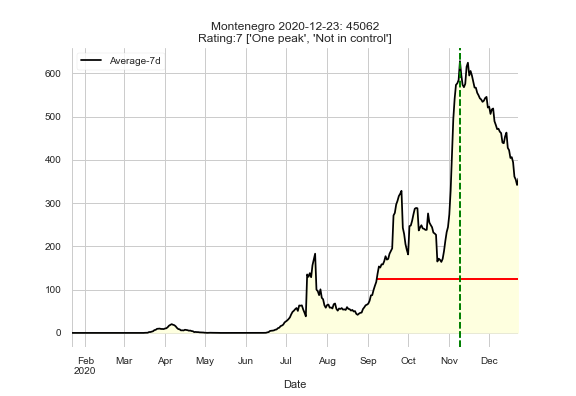 Montenegro 2020-12-23: 45062
Rating:7 ['One peak', 'Not in control']
Average-7d
600
500
400
300
200
100
0
Feb Mar Apr May Jun Jul Aug Sep Oct Nov Dec
2020
Date